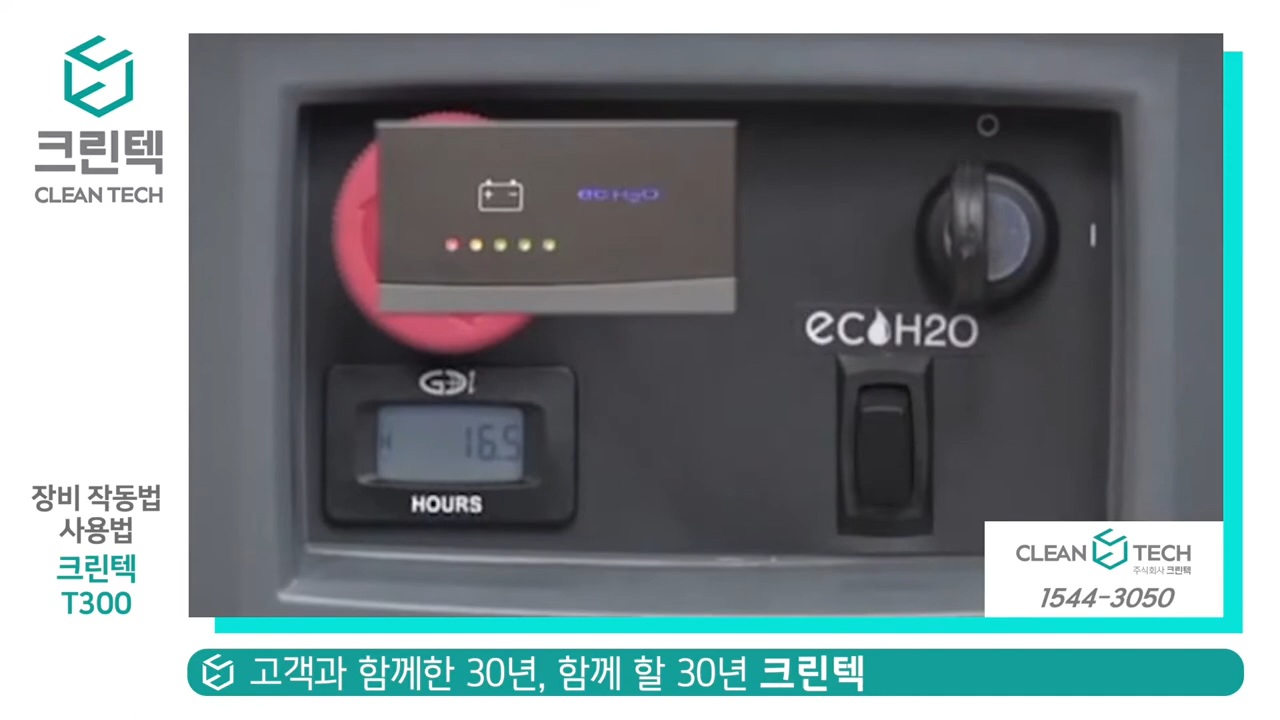 크린텍
CLEAN TECH
장비 작동법
사용법
크린텍
T300
ecH2O
ecH2O
GDI
H 16.5
HOURS
O
I
CLEAN TECH
주식회사 크린텍
1544-3050
고객과 함께한 30년, 함께 할 30년 크린텍